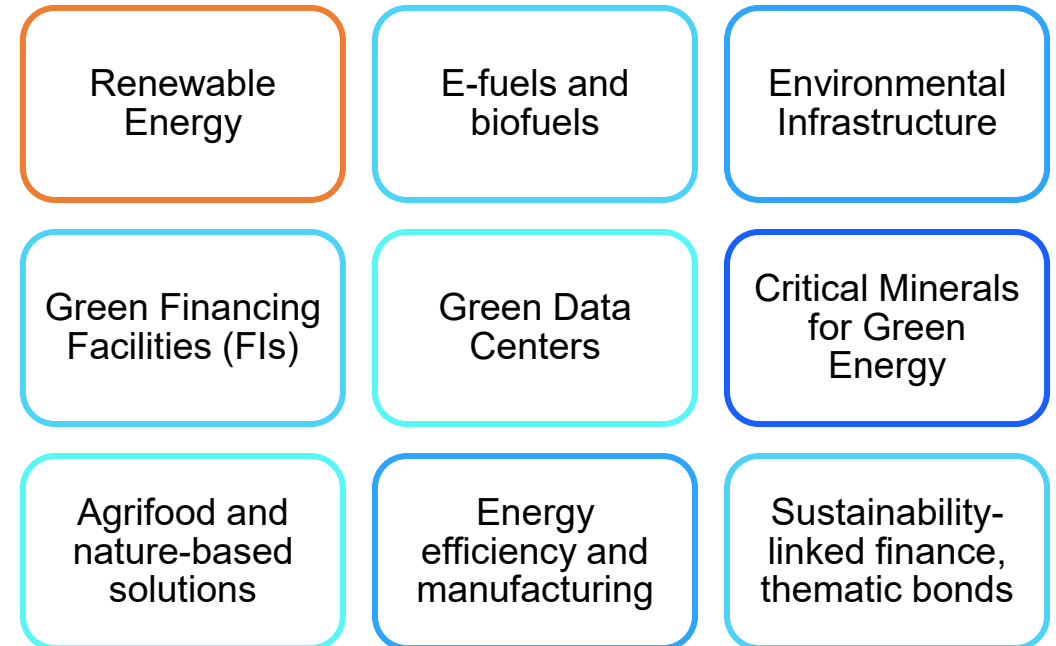 Renewable
Energy
E-fuels and
biofuels
Environmental
Infrastructure
Green Financing
Facilities (FIs)
Green Data
Centers
Critical Minerals
for Green
Energy
Agrifood and
nature-based
solutions
Energy
efficiency and
manufacturing
Sustainability-
linked finance,
thematic bonds